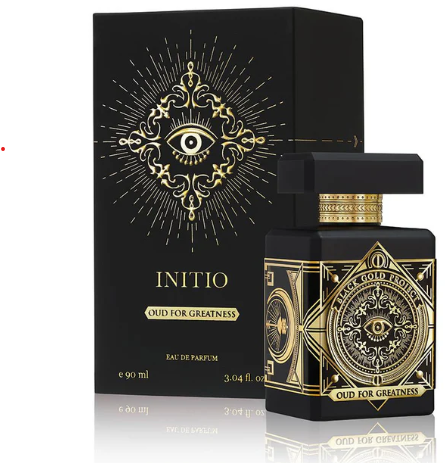 INITIO
OUD FOR GREATNESS
EAU DE PARFUM
e 90 ml
3.04 fl. oz
BLACK GOLD PROJECT
OUD FOR GREATNESS